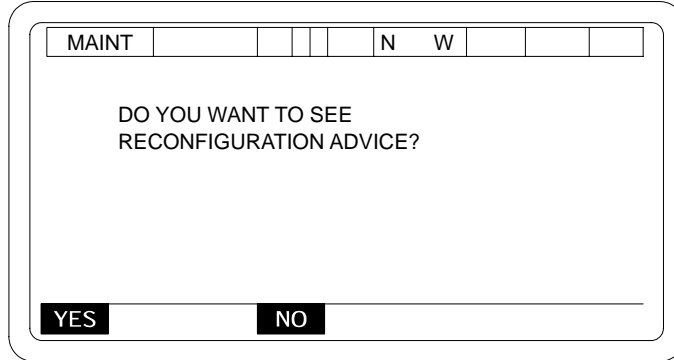 MAINT N W
DO YOU WANT TO SEE
RECONFIGURATION ADVICE?
YES NO